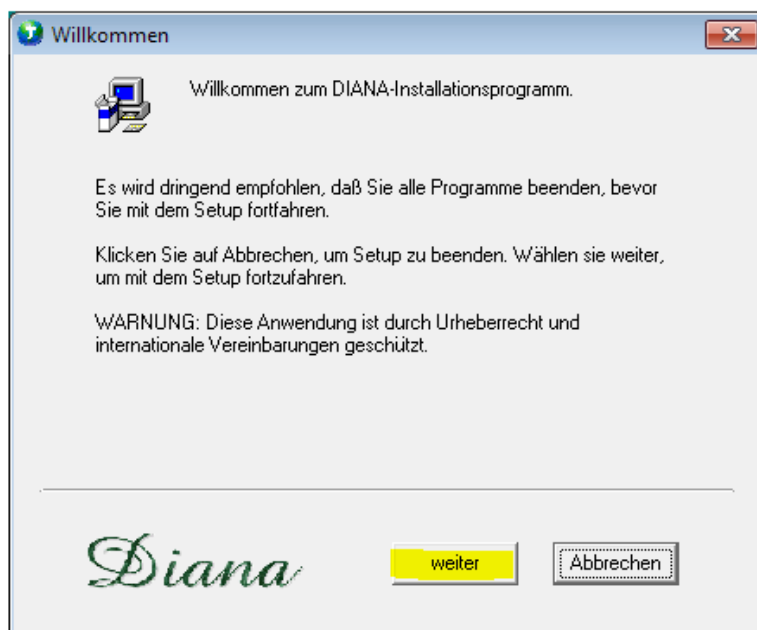 Willkommen
Willkommen zum DIANA-Installationsprogramm.
Es wird dringend empfohlen, daß Sie alle Programme beenden, bevor
Sie mit dem Setup fortfahren.
Klicken Sie auf Abbrechen, um Setup zu beenden. Wählen sie weiter,
um mit dem Setup fortzufahren.
WARNUNG: Diese Anwendung ist durch Urheberrecht und
internationale Vereinbarungen geschützt.
Diana
weiter
Abbrechen